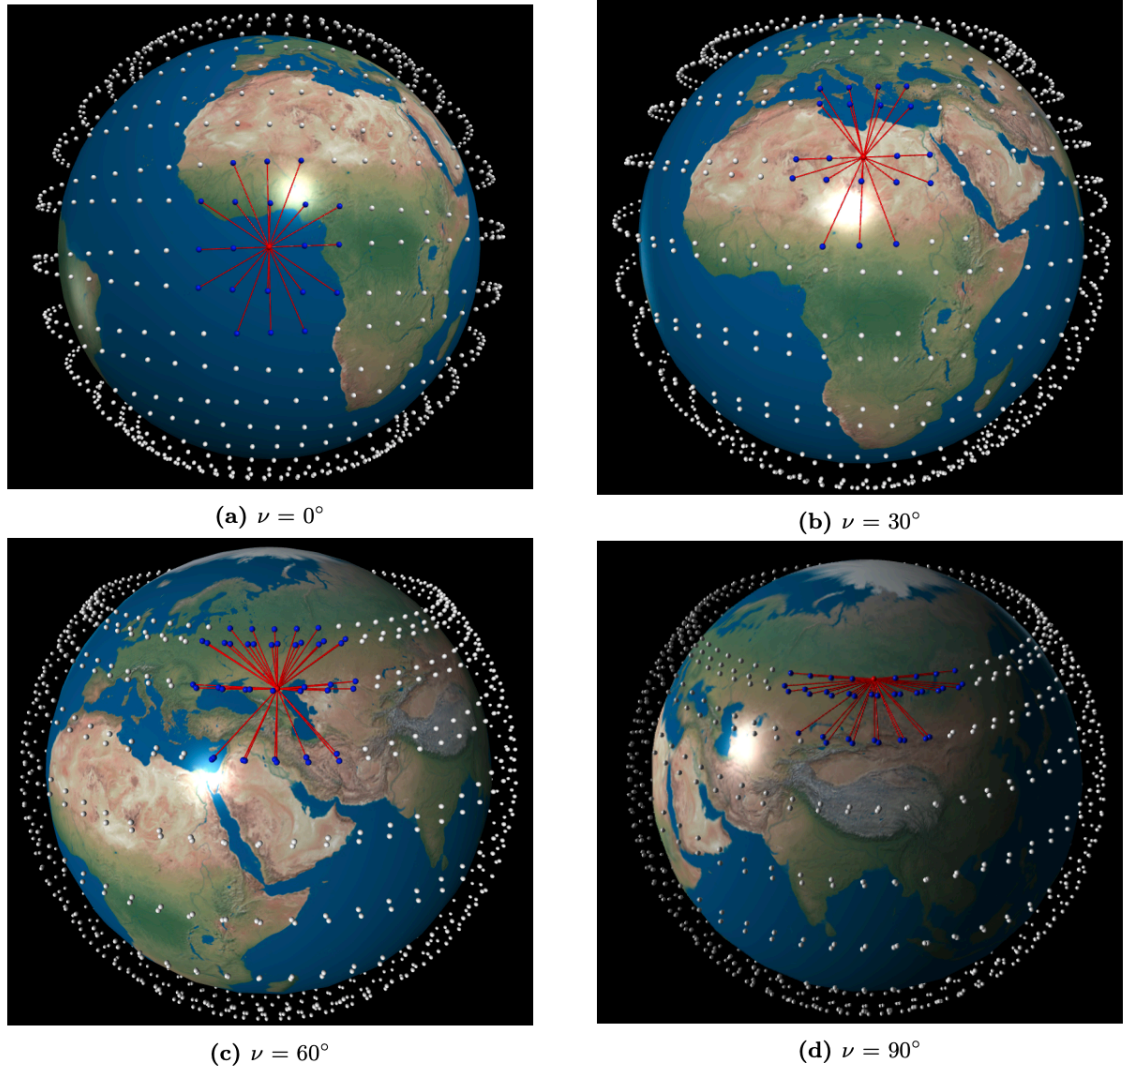 (a) ν = 0°
(b) ν = 30°
(c) ν = 60°
(d) ν = 90°